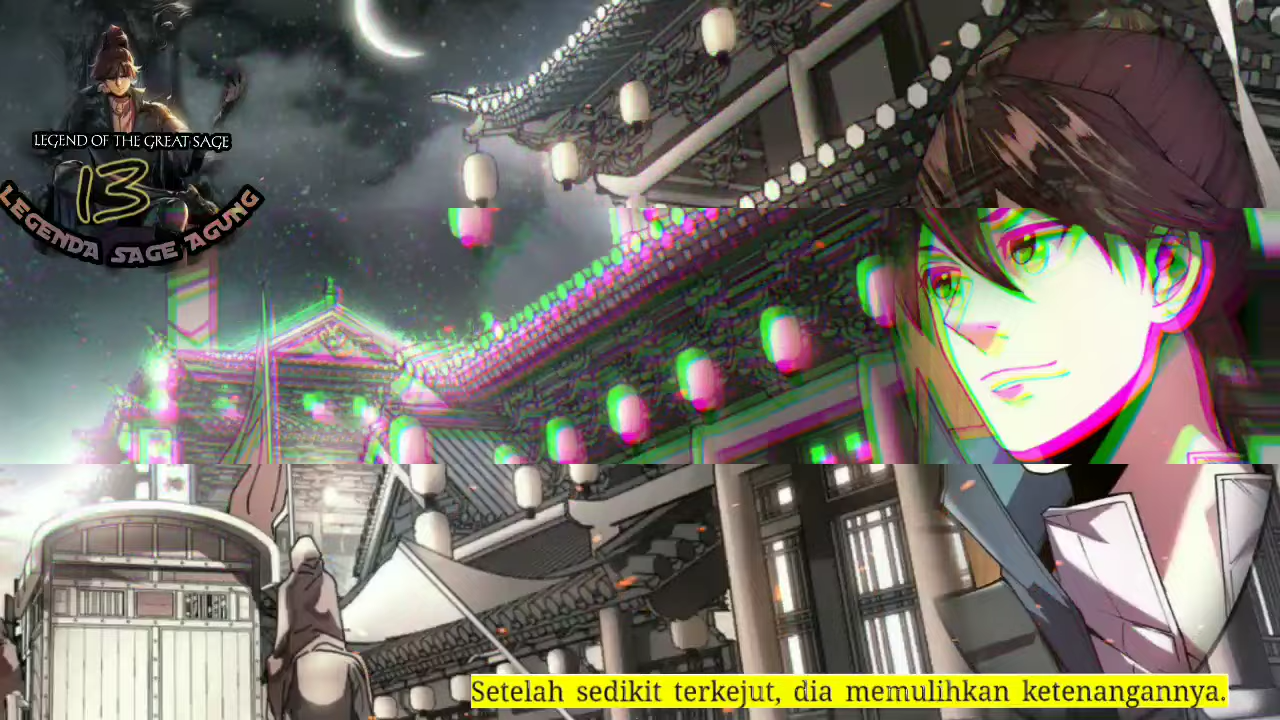 LEGEND OF THE GREAT SAGE
13
LEGENDA SAGE AGUNG
Setelah sedikit terkejut, dia memulihkan ketenangannya.